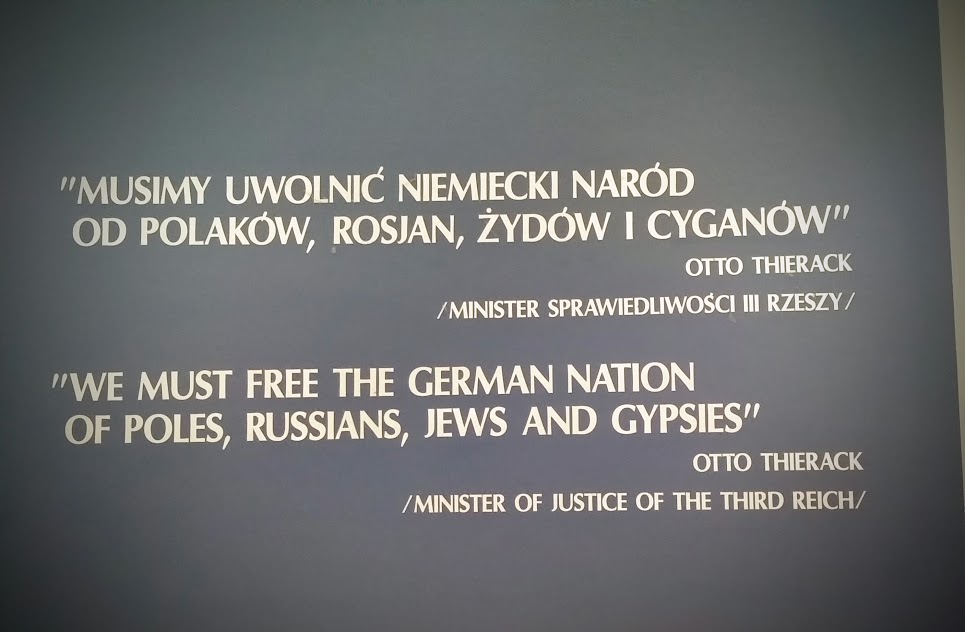 "MUSIMY UWOLNIĆ NIEMIECKI NARÓD
OD POLAKÓW, ROSJAN, ŻYDÓW I CYGANÓW"
OTTO THIERACK
/MINISTER SPRAWIEDLIWOŚCI III RZESZY/
"WE MUST FREE THE GERMAN NATION
OF POLES, RUSSIANS, JEWS AND GYPSIES"
OTTO THIERACK
/MINISTER OF JUSTICE OF THE THIRD REICH/